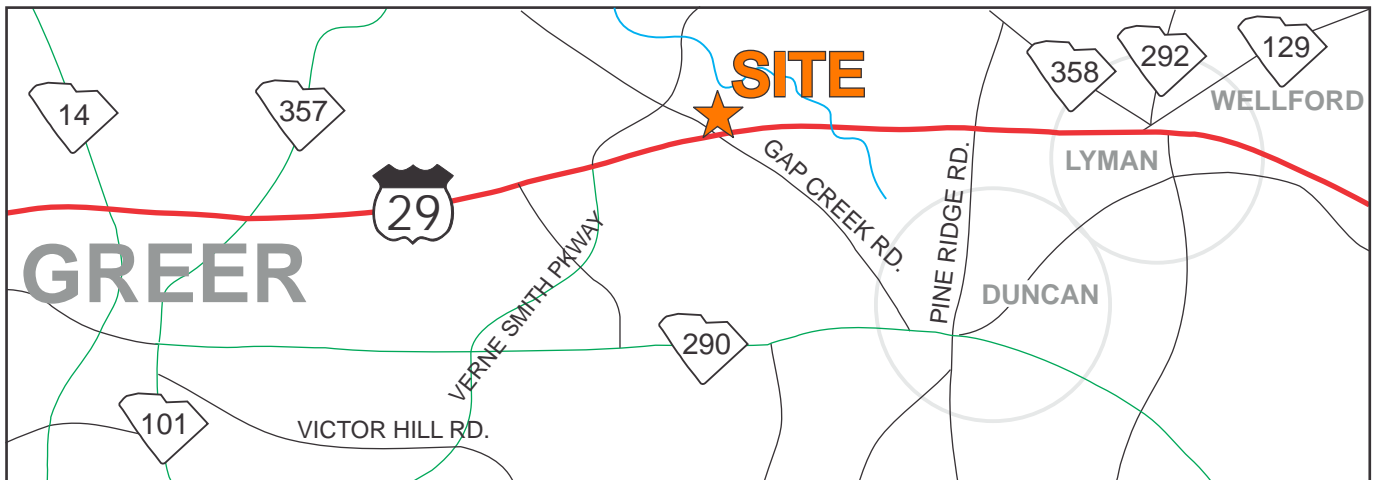 SITE
129
292
358
WELLFORD
14
357
LYMAN
GAP CREEK RD.
PINE RIDGE RD.
29
VERNE SMITH PKWAY
GREER
DUNCAN
290
101
VICTOR HILL RD.